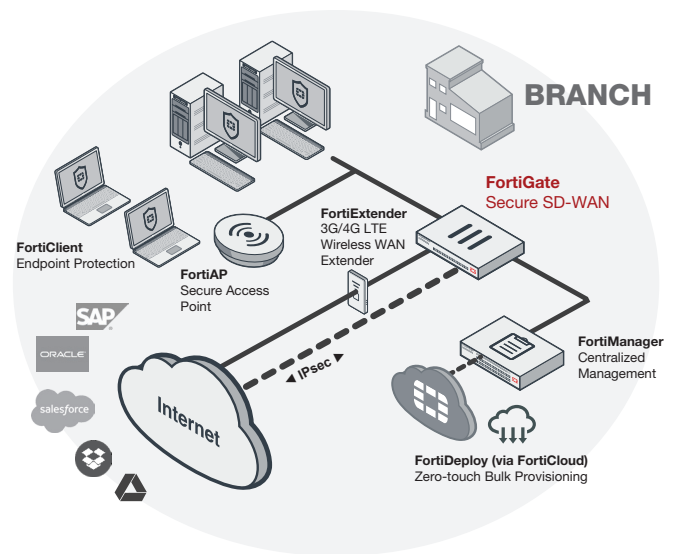 BRANCH
FortiGate
Secure SD-WAN
FortiExtender
3G/4G LTE
Wireless WAN
Extender
FortiClient
Endpoint Protection
FortiAP
Secure Access
Point
SAP
ORACLE
salesforce
IPsec
Internet
FortiManager
Centralized
Management
FortiDeploy (via FortiCloud)
Zero-touch Bulk Provisioning